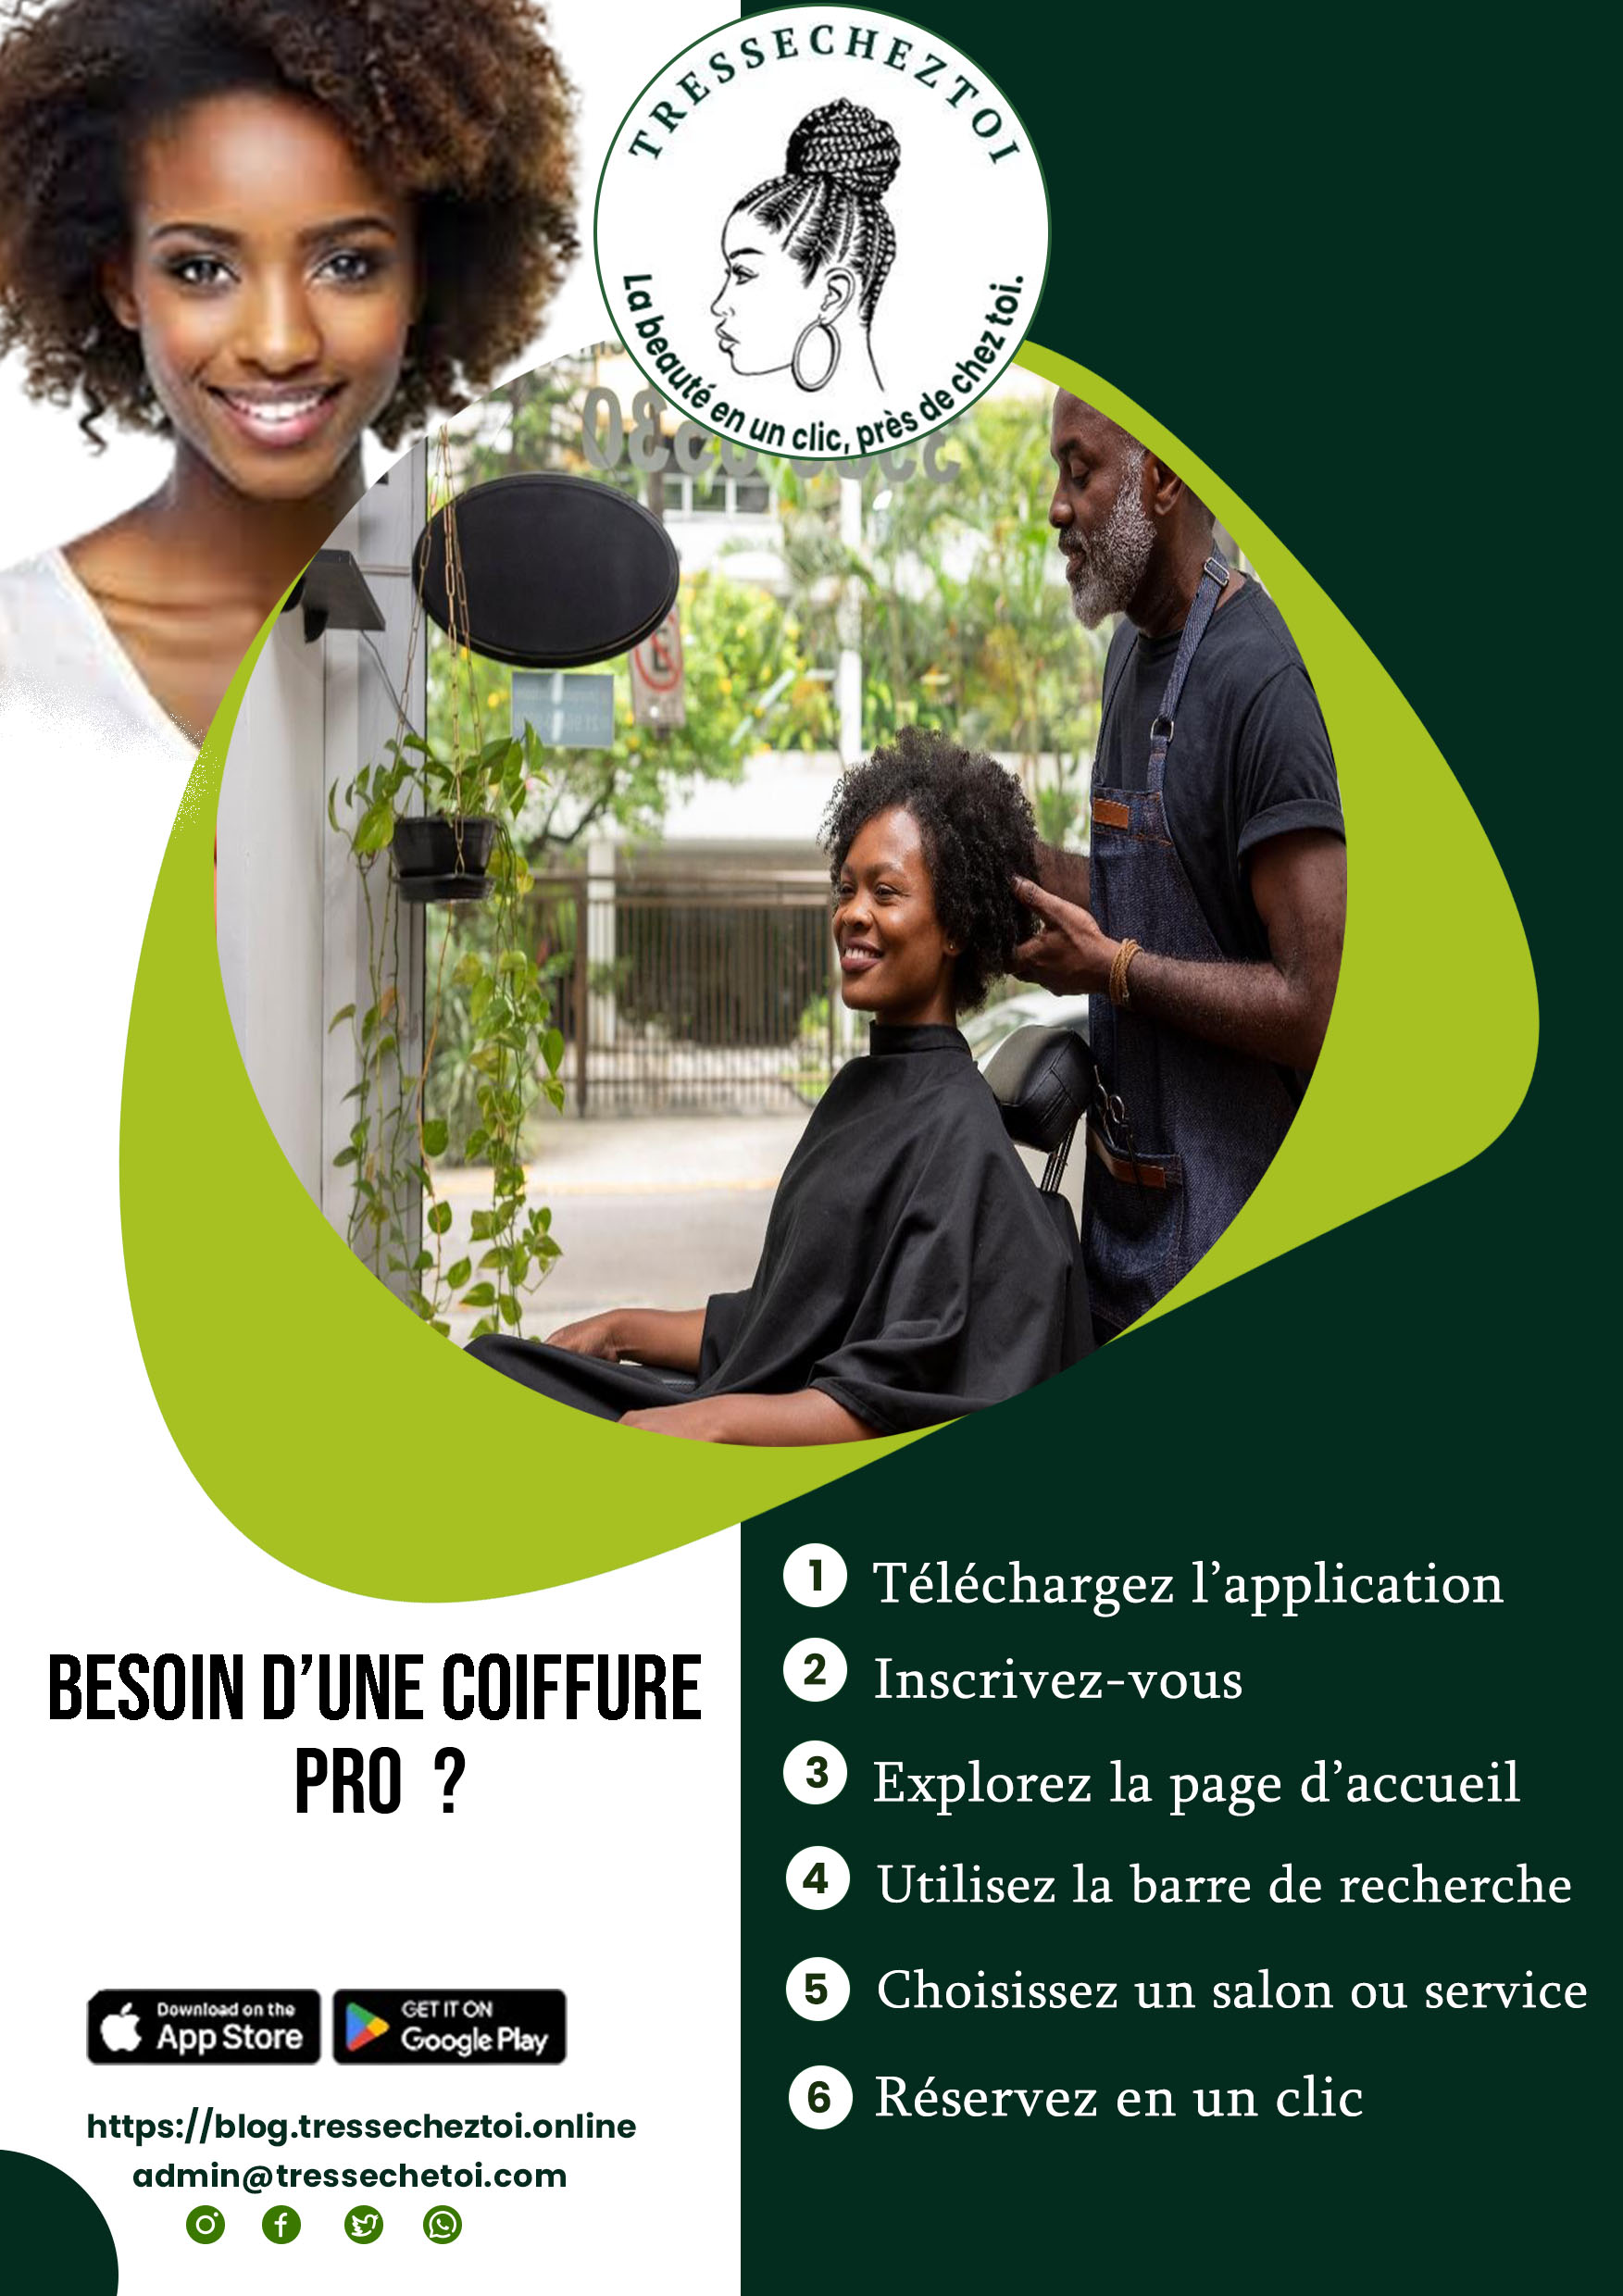 TRESSECHEZTOI
La beauté en un clic, près de chez toi.
BESOIN D’UNE COIFFURE
PRO ?
1 Téléchargez l’application
2 Inscrivez-vous
3 Explorez la page d’accueil
4 Utilisez la barre de recherche
5 Choisissez un salon ou service
6 Réservez en un clic
Download on the
App Store
GET IT ON
Google Play
https://blog.tressecheztoi.online
admin@tressechetoi.com